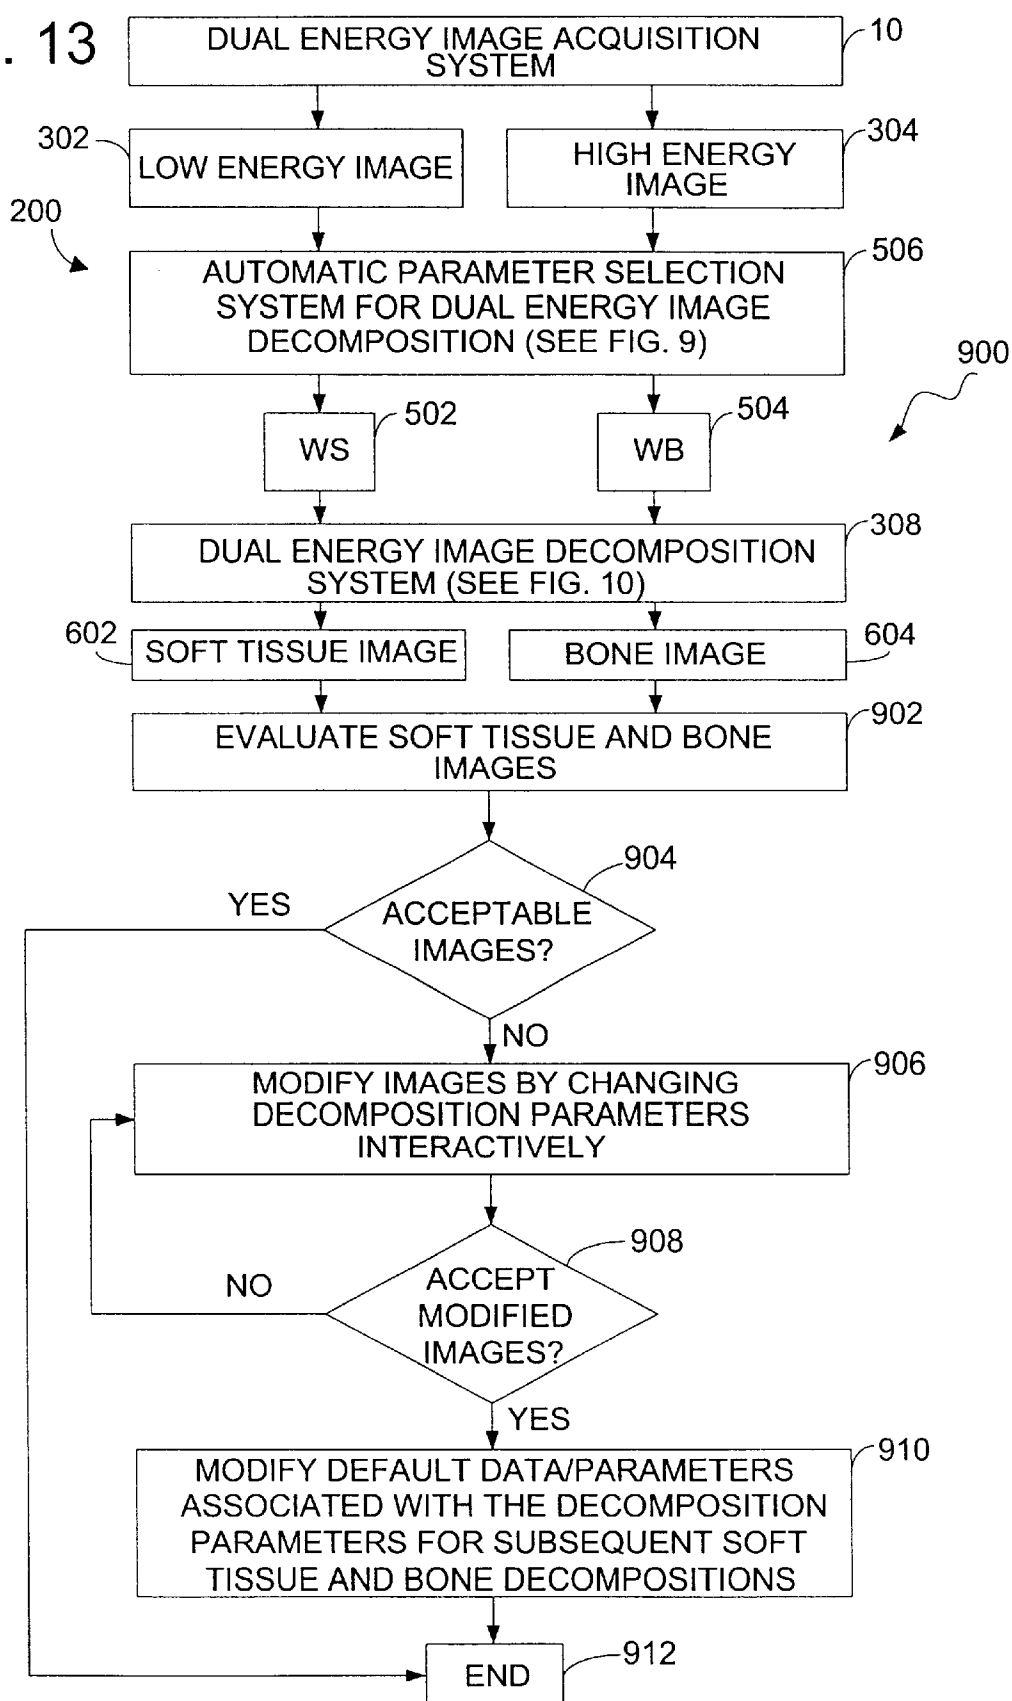 . 13
DUAL ENERGY IMAGE ACQUISITION
SYSTEM
10
302
LOW ENERGY IMAGE
HIGH ENERGY
IMAGE
304
200
AUTOMATIC PARAMETER SELECTION
SYSTEM FOR DUAL ENERGY IMAGE
DECOMPOSITION (SEE FIG. 9)
506
900
WS
502
WB
504
DUAL ENERGY IMAGE DECOMPOSITION
SYSTEM (SEE FIG. 10)
308
602
SOFT TISSUE IMAGE
BONE IMAGE
604
EVALUATE SOFT TISSUE AND BONE
IMAGES
902
904
YES
ACCEPTABLE
IMAGES?
NO
MODIFY IMAGES BY CHANGING
DECOMPOSITION PARAMETERS
INTERACTIVELY
906
908
NO
ACCEPT
MODIFIED
IMAGES?
YES
MODIFY DEFAULT DATA/PARAMETERS
ASSOCIATED WITH THE DECOMPOSITION
PARAMETERS FOR SUBSEQUENT SOFT
TISSUE AND BONE DECOMPOSITIONS
910
END
912